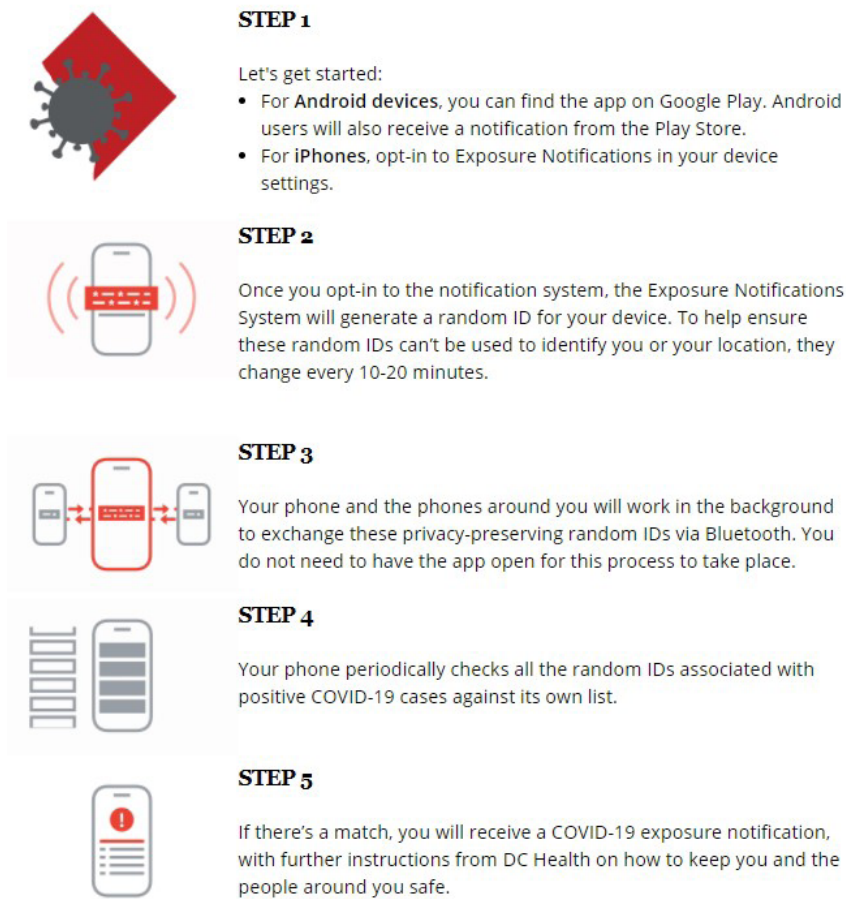 STEP 1
Let's get started:
• For Android devices, you can find the app on Google Play. Android
users will also receive a notification from the Play Store.
• For iPhones, opt-in to Exposure Notifications in your device
settings.
STEP 2
Once you opt-in to the notification system, the Exposure Notifications
System will generate a random ID for your device. To help ensure
these random IDs can't be used to identify you or your location, they
change every 10-20 minutes.
STEP 3
Your phone and the phones around you will work in the background
to exchange these privacy-preserving random IDs via Bluetooth. You
do not need to have the app open for this process to take place.
STEP 4
Your phone periodically checks all the random IDs associated with
positive COVID-19 cases against its own list.
STEP 5
If there's a match, you will receive a COVID-19 exposure notification,
with further instructions from DC Health on how to keep you and the
people around you safe.